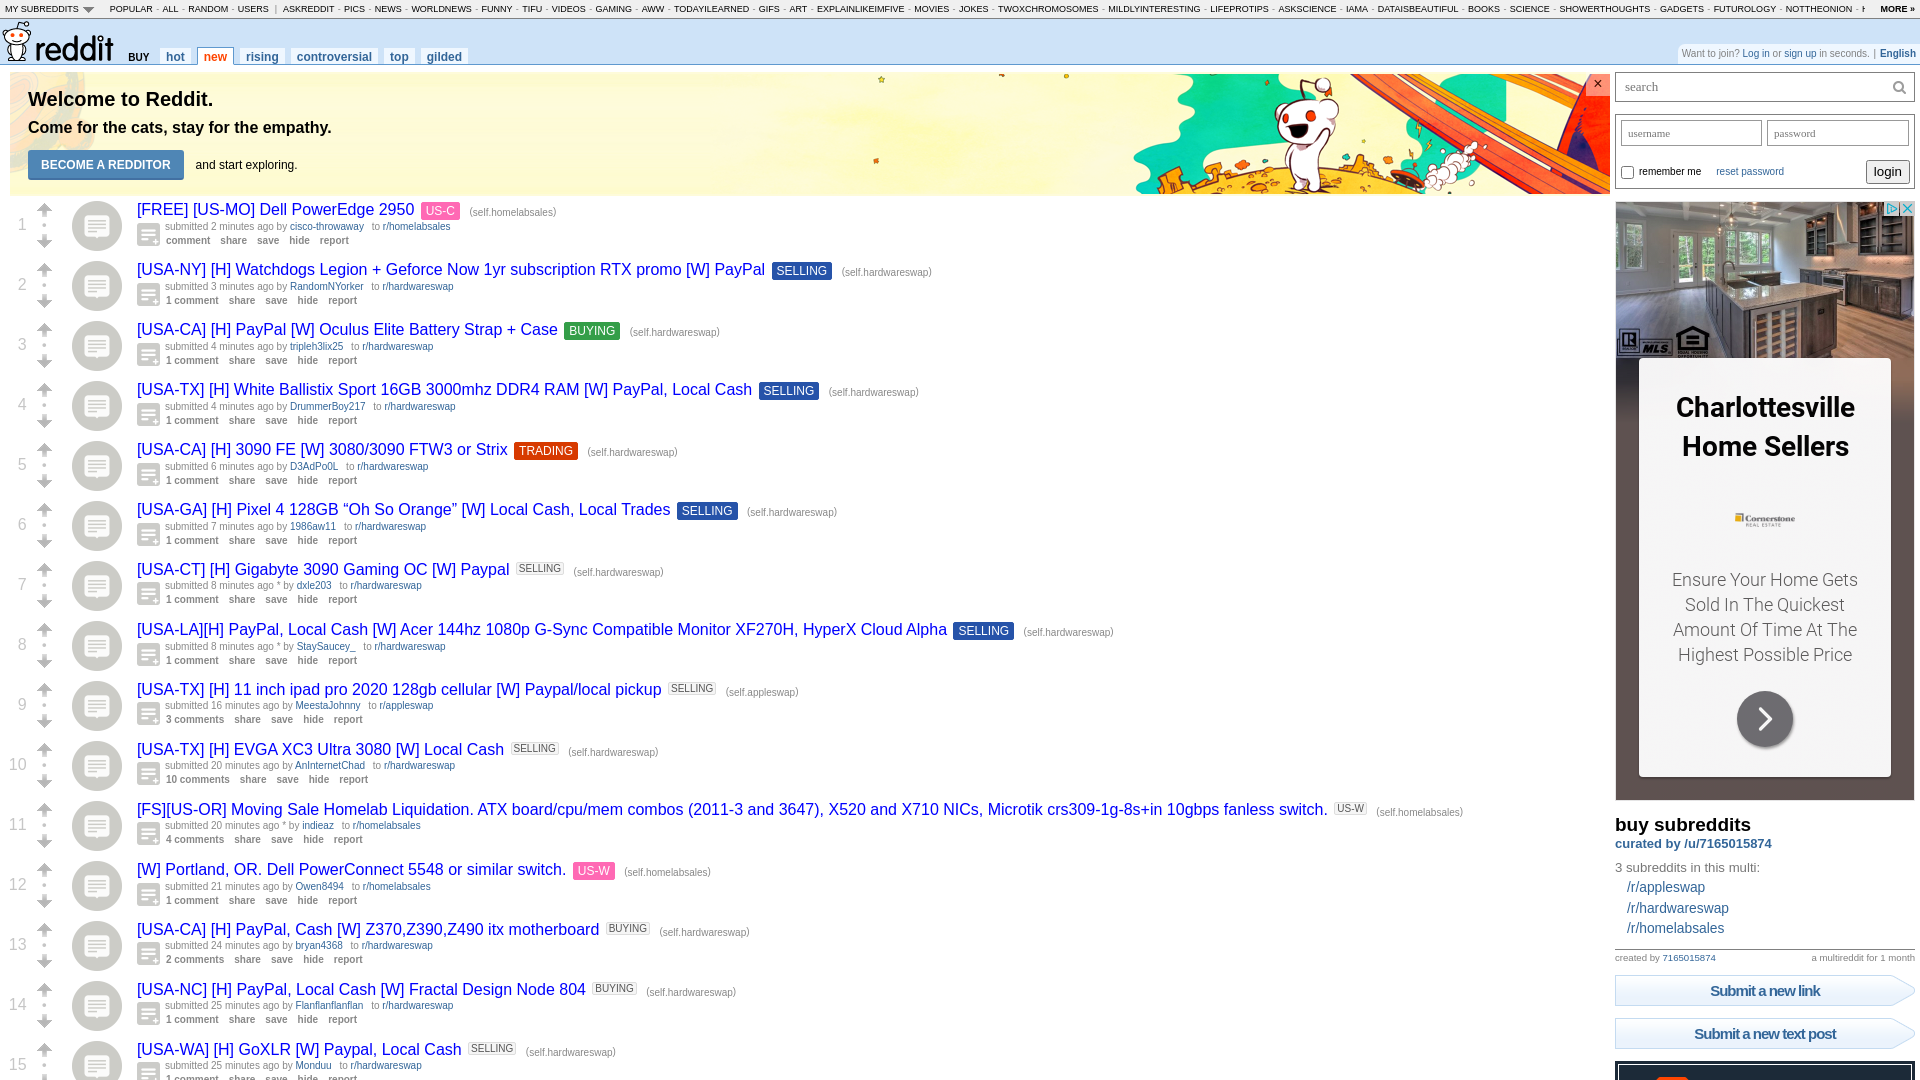 MY SUBREDDITS POPULAR - ALL - RANDOM - USERS | ASKREDDIT - PICS - NEWS - WORLDNEWS - FUNNY - TIFU - VIDEOS - GAMING - AWW - TODAYILEARNED - GIFS - ART - EXPLAINLIKEIMFIVE - MOVIES - JOKES - TWOXCHROMOSOMES - MILDLYINTERESTING - LIFEPROTIPS - ASKSCIENCE - IAMA - DATAISBEAUTIFUL - BOOKS - SCIENCE - SHOWERTHOUGHTS - GADGETS - FUTUROLOGY - NOTTHEONION - MORE »
reddit BUY hot new rising controversial top gilded
Want to join? Log in or sign up in seconds. | English
Welcome to Reddit.
Come for the cats, stay for the empathy.
BECOME A REDDITOR and start exploring.
×
1
[FREE] [US-MO] Dell PowerEdge 2950 US-C (self.homelabsales)
submitted 2 minutes ago by cisco-throwaway to r/homelabsales
comment share save hide report
2
[USA-NY] [H] Watchdogs Legion + Geforce Now 1yr subscription RTX promo [W] PayPal SELLING (self.hardwareswap)
submitted 3 minutes ago by RandomNYorker to r/hardwareswap
1 comment share save hide report
3
[USA-CA] [H] PayPal [W] Oculus Elite Battery Strap + Case BUYING (self.hardwareswap)
submitted 4 minutes ago by tripleh3lix25 to r/hardwareswap
1 comment share save hide report
4
[USA-TX] [H] White Ballistix Sport 16GB 3000mhz DDR4 RAM [W] PayPal, Local Cash SELLING (self.hardwareswap)
submitted 4 minutes ago by DrummerBoy217 to r/hardwareswap
1 comment share save hide report
5
[USA-CA] [H] 3090 FE [W] 3080/3090 FTW3 or Strix TRADING (self.hardwareswap)
submitted 6 minutes ago by D3AdPo0L to r/hardwareswap
1 comment share save hide report
6
[USA-GA] [H] Pixel 4 128GB “Oh So Orange” [W] Local Cash, Local Trades SELLING (self.hardwareswap)
submitted 7 minutes ago by 1986aw11 to r/hardwareswap
1 comment share save hide report
7
[USA-CT] [H] Gigabyte 3090 Gaming OC [W] Paypal SELLING (self.hardwareswap)
submitted 8 minutes ago * by dxle203 to r/hardwareswap
1 comment share save hide report
8
[USA-LA][H] PayPal, Local Cash [W] Acer 144hz 1080p G-Sync Compatible Monitor XF270H, HyperX Cloud Alpha SELLING (self.hardwareswap)
submitted 8 minutes ago * by StaySaucey_ to r/hardwareswap
1 comment share save hide report
9
[USA-TX] [H] 11 inch ipad pro 2020 128gb cellular [W] Paypal/local pickup SELLING (self.appleswap)
submitted 16 minutes ago by MeestaJohnny to r/appleswap
3 comments share save hide report
10
[USA-TX] [H] EVGA XC3 Ultra 3080 [W] Local Cash SELLING (self.hardwareswap)
submitted 20 minutes ago by AnInternetChad to r/hardwareswap
10 comments share save hide report
11
[FS][US-OR] Moving Sale Homelab Liquidation. ATX board/cpu/mem combos (2011-3 and 3647), X520 and X710 NICs, Microtik crs309-1g-8s+in 10gbps fanless switch. US-W (self.homelabsales)
submitted 20 minutes ago * by indieaz to r/homelabsales
4 comments share save hide report
12
[W] Portland, OR. Dell PowerConnect 5548 or similar switch. US-W (self.homelabsales)
submitted 21 minutes ago by Owen8494 to r/homelabsales
1 comment share save hide report
13
[USA-CA] [H] PayPal, Cash [W] Z370,Z390,Z490 itx motherboard BUYING (self.hardwareswap)
submitted 24 minutes ago by bryan4368 to r/hardwareswap
2 comments share save hide report
14
[USA-NC] [H] PayPal, Local Cash [W] Fractal Design Node 804 BUYING (self.hardwareswap)
submitted 25 minutes ago by Flanflanflanflan to r/hardwareswap
1 comment share save hide report
15
[USA-WA] [H] GoXLR [W] Paypal, Local Cash SELLING (self.hardwareswap)
submitted 25 minutes ago by Monduu to r/hardwareswap
1 comment share save hide report
search
username password
remember me reset password login
MLS
Charlottesville
Home Sellers
Cornerstone
REAL ESTATE
Ensure Your Home Gets
Sold In The Quickest
Amount Of Time At The
Highest Possible Price
buy subreddits
curated by /u/7165015874
3 subreddits in this multi:
/r/appleswap
/r/hardwareswap
/r/homelabsales
created by 7165015874 a multireddit for 1 month
Submit a new link
Submit a new text post